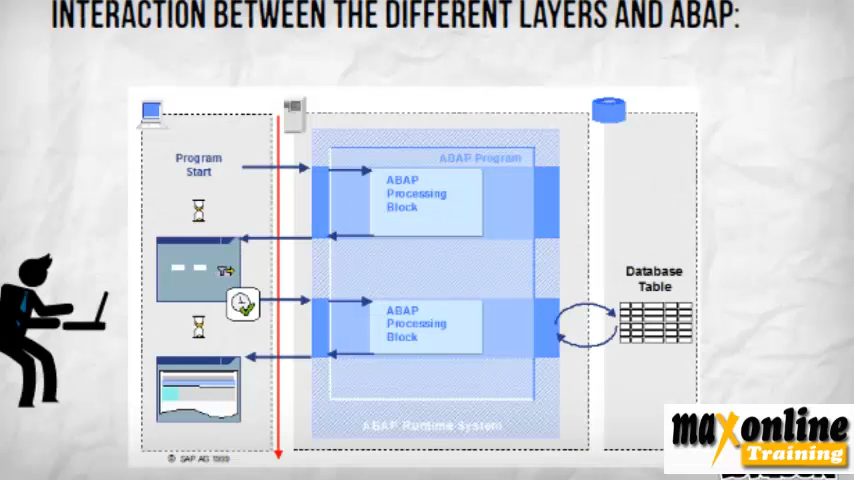 INTERACTION BETWEEN THE DIFFERENT LAYERS AND ABAP:
Program
Start
ABAP Program
ABAP
Processing
Block
Database
Table
ABAP
Processing
Block
ABAP Runtime System
© SAP AG 1999
maxonline
Training